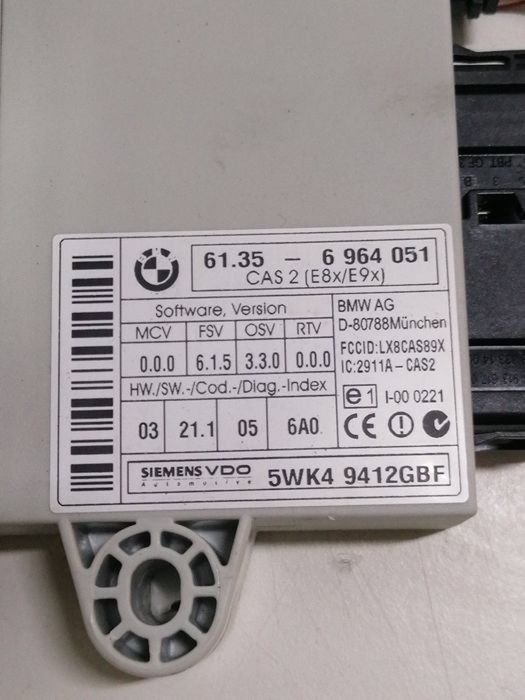 BMW
61.35 - 6 964 051
CAS 2 (E8x/E9x)
Software, Version
MCV FSV OSV RTV
0.0.0 6.1.5 3.3.0 0.0.0
HW./SW.-/Cod.-/Diag.-Index
03 21.1 05 6A0
BMW AG
D-80788München
FCCID:LX8CAS89X
IC:2911A-CAS2
e1 I-00 0221
CE
SIEMENS VDO
Automotive
5WK4 9412GBF